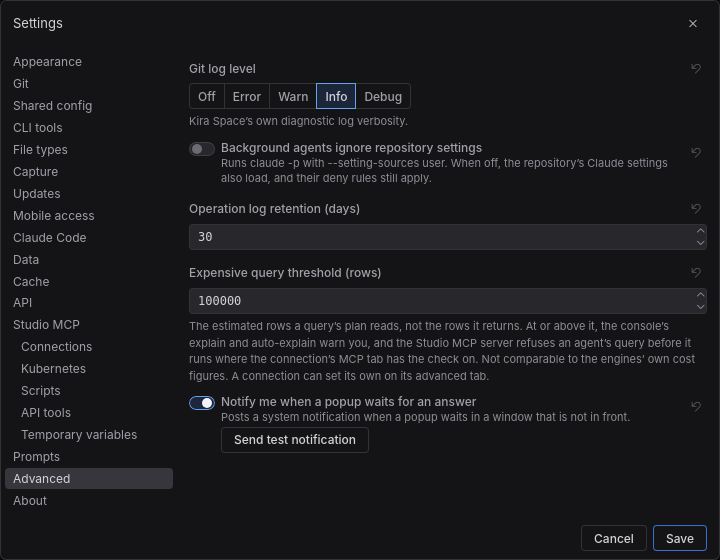 Settings
Appearance
Git
Shared config
CLI tools
File types
Capture
Updates
Mobile access
Claude Code
Data
Cache
API
Studio MCP
Connections
Kubernetes
Scripts
API tools
Temporary variables
Prompts
Advanced
About
Git log level
Off Error Warn Info Debug
Kira Space's own diagnostic log verbosity.
Background agents ignore repository settings
Runs claude -p with --setting-sources user. When off, the repository's Claude settings
also load, and their deny rules still apply.
Operation log retention (days)
30
Expensive query threshold (rows)
100000
The estimated rows a query's plan reads, not the rows it returns. At or above it, the console's
explain and auto-explain warn you, and the Studio MCP server refuses an agent's query before it
runs where the connection's MCP tab has the check on. Not comparable to the engines' own cost
figures. A connection can set its own on its advanced tab.
Notify me when a popup waits for an answer
Posts a system notification when a popup waits in a window that is not in front.
Send test notification
Cancel Save